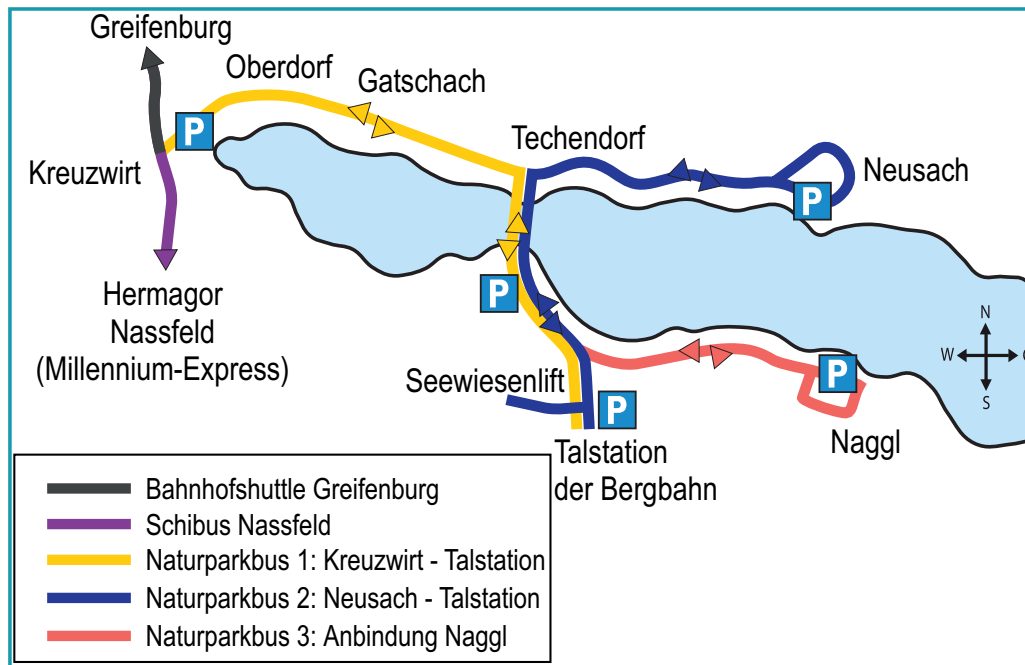 Greifenburg
Oberdorf
Gatschach
P
Techendorf
Kreuzwirt
Neusach
P
Hermagor
Nassfeld
(Millennium-Express)
P
N
W
S
Seewiesenlift
P
P
Naggl
Talstation
der Bergbahn
Bahnhofshuttle Greifenburg
Schibus Nassfeld
Naturparkbus 1: Kreuzwirt - Talstation
Naturparkbus 2: Neusach - Talstation
Naturparkbus 3: Anbindung Naggl